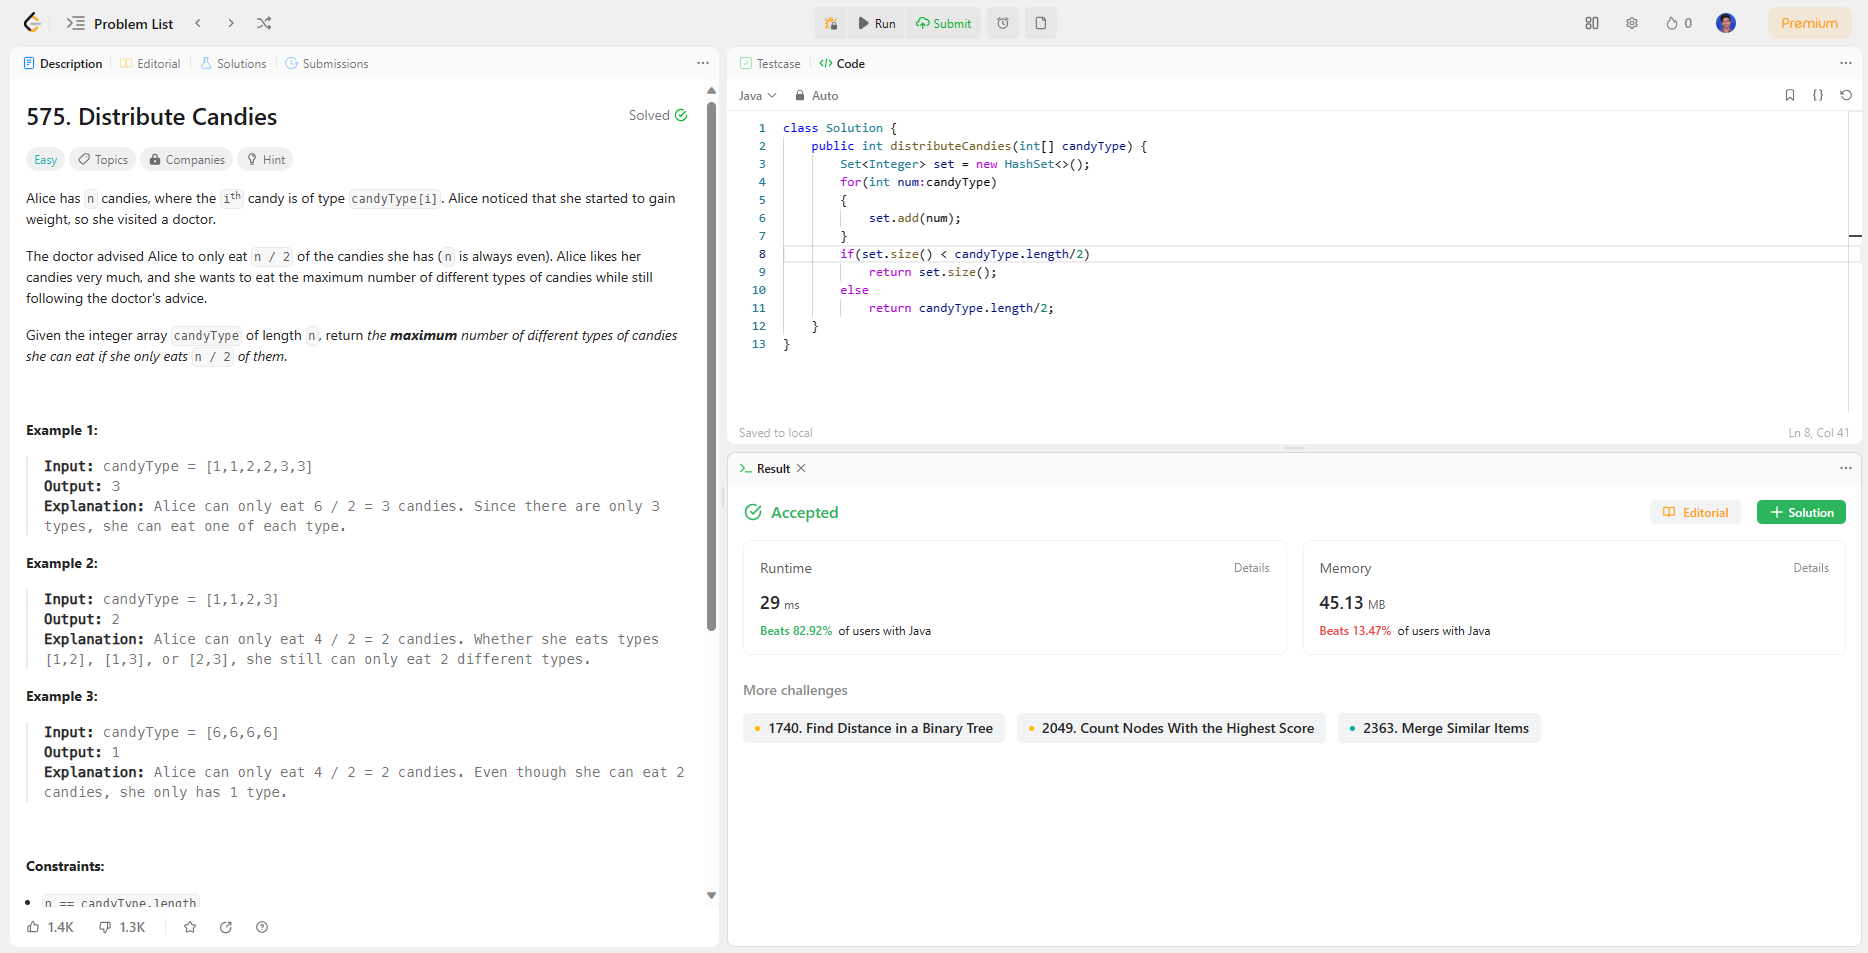 Problem List
Run
Submit
0
Premium
Description
Editorial
Solutions
Submissions
575. Distribute Candies
Solved
Easy
Topics
Companies
Hint
Alice has n candies, where the ith candy is of type candyType[i]. Alice noticed that she started to gain
weight, so she visited a doctor.
The doctor advised Alice to only eat n / 2 of the candies she has (n is always even). Alice likes her
candies very much, and she wants to eat the maximum number of different types of candies while still
following the doctor's advice.
Given the integer array candyType of length n, return the maximum number of different types of candies
she can eat if she only eats n / 2 of them.
Example 1:
Input: candyType = [1,1,2,2,3,3]
Output: 3
Explanation: Alice can only eat 6 / 2 = 3 candies. Since there are only 3
types, she can eat one of each type.
Example 2:
Input: candyType = [1,1,2,3]
Output: 2
Explanation: Alice can only eat 4 / 2 = 2 candies. Whether she eats types
[1,2], [1,3], or [2,3], she still can only eat 2 different types.
Example 3:
Input: candyType = [6,6,6,6]
Output: 1
Explanation: Alice can only eat 4 / 2 = 2 candies. Even though she can eat 2
candies, she only has 1 type.
Constraints:
n == candyType.length
1.4K
1.3K
Testcase
Code
Java
Auto
1 class Solution {
2 public int distributeCandies(int[] candyType) {
3 Set<Integer> set = new HashSet<>();
4 for(int num:candyType)
5 {
6 set.add(num);
7 }
8 if(set.size() < candyType.length/2)
9 return set.size();
10 else
11 return candyType.length/2;
12 }
13 }
Saved to local
Ln 8, Col 41
Result
Accepted
Editorial
Solution
Runtime
Details
29 ms
Beats 82.92% of users with Java
Memory
Details
45.13 MB
Beats 13.47% of users with Java
More challenges
1740. Find Distance in a Binary Tree
2049. Count Nodes With the Highest Score
2363. Merge Similar Items